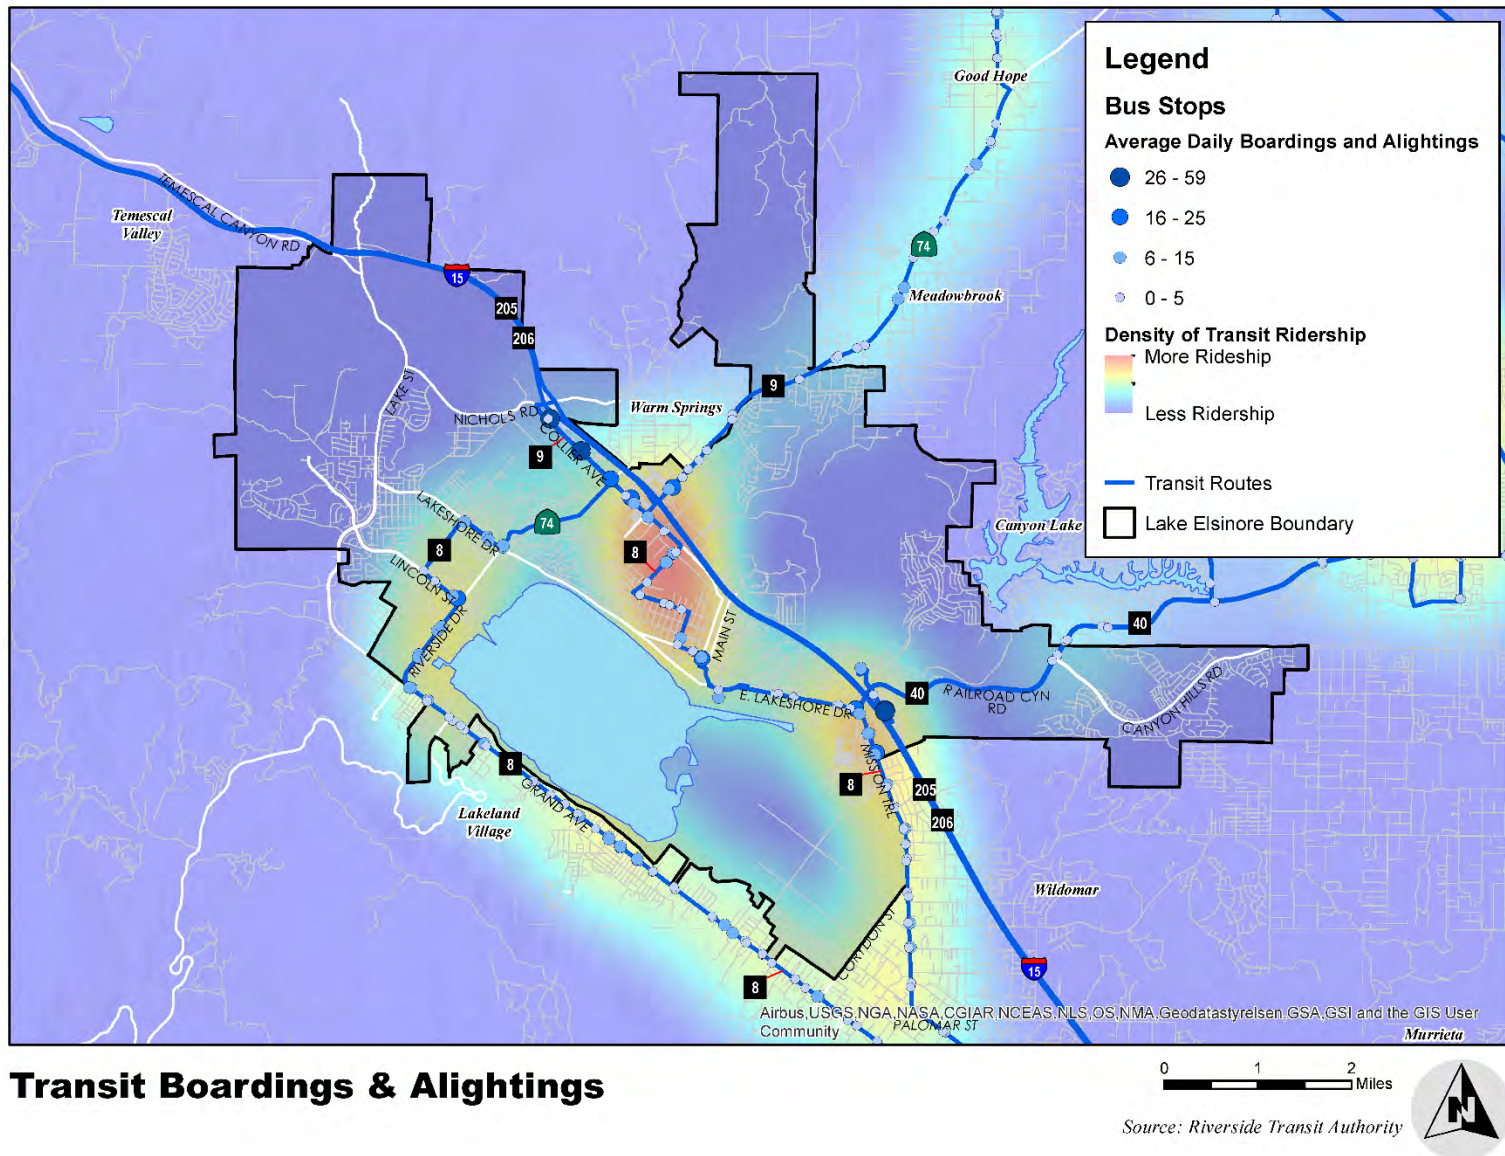 Legend
Bus Stops
Average Daily Boardings and Alightings
26 - 59
16 - 25
6 - 15
0 - 5
Density of Transit Ridership
More Rideship
Less Ridership
Transit Routes
Lake Elsinore Boundary
Good Hope
TEMESCAL CANYON RD
Temescal
Valley
15
205
206
74
Meadowbrook
9
Warm Springs
NICHOLS RD
COLLIER AVE
9
LAKE ST
LAKESHORE DR
74
8
8
LINCOLN ST
RIVERSIDE DR
MAIN ST
Canyon Lake
40
40
RAILROAD CYN
RD
CANYON HILLS RD
E. LAKESHORE DR
8
GRAND AVE
Lakeland
Village
8
MISSION TRL
205
206
Wildomar
CORYDON ST
15
8
PALOMAR ST
Airbus,USGS,NGA,NASA,CGIAR,NCEAS,NLS,OS,NMA,Geodatastyrelsen,GSA,GSI and the GIS User
Community
Murrieta
Transit Boardings & Alightings
0 1 2
Miles
Source: Riverside Transit Authority
N